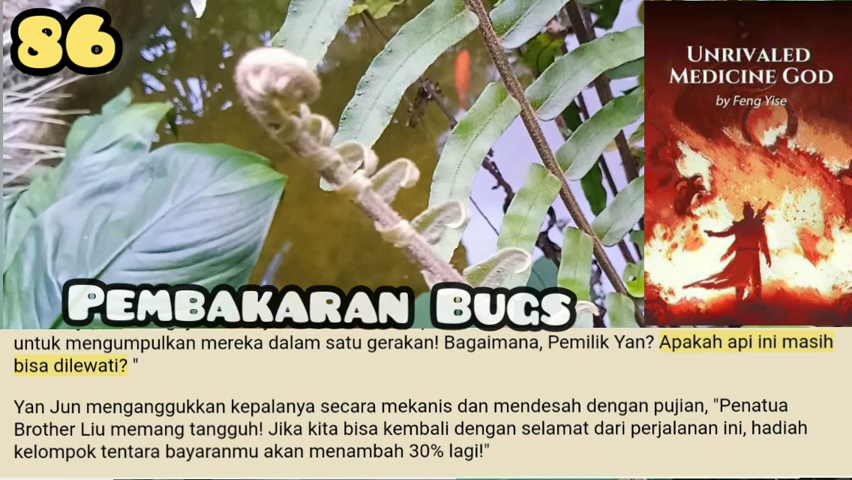 86
UNRIVALED
MEDICINE GOD
by Feng Yise
PEMBAKARAN BUGS
untuk mengumpulkan mereka dalam satu gerakan! Bagaimana, Pemilik Yan? Apakah api ini masih
bisa dilewati? "
Yan Jun menganggukkan kepalanya secara mekanis dan mendesah dengan pujian, "Penatua
Brother Liu memang tangguh! Jika kita bisa kembali dengan selamat dari perjalanan ini, hadiah
kelompok tentara bayaranmu akan menambah 30% lagi!"